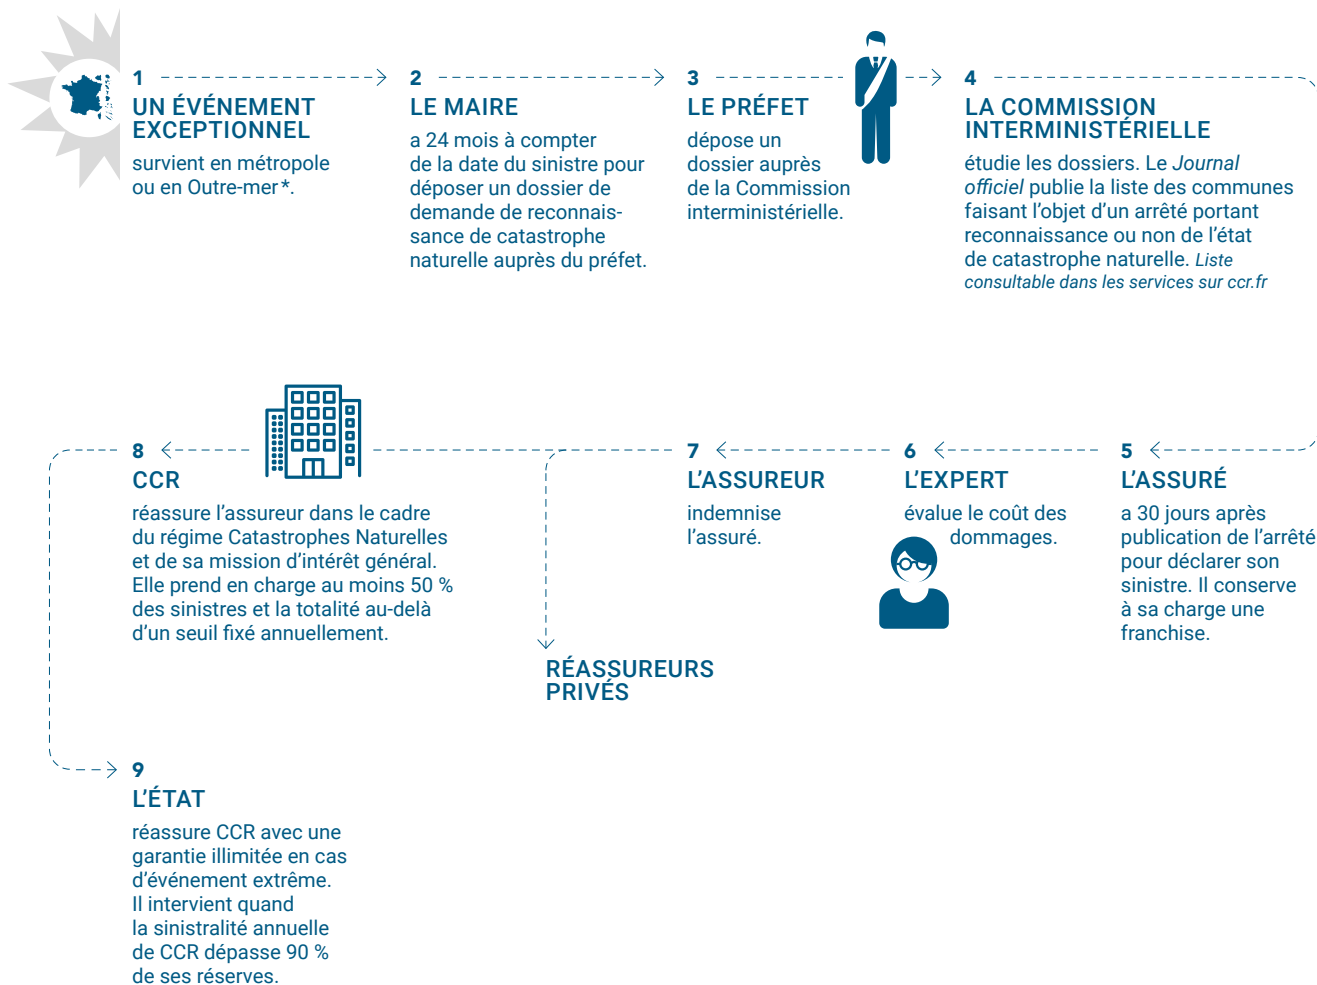 1
UN ÉVÉNEMENT
EXCEPTIONNEL
survient en métropole
ou en Outre-mer*.
2
LE MAIRE
a 24 mois à compter
de la date du sinistre pour
déposer un dossier de
demande de reconnais-
sance de catastrophe
naturelle auprès du préfet.
3
LE PRÉFET
dépose un
dossier auprès
de la Commission
interministérielle.
4
LA COMMISSION
INTERMINISTÉRIELLE
étudie les dossiers. Le Journal
officiel publie la liste des communes
faisant l’objet d’un arrêté portant
reconnaissance ou non de l’état
de catastrophe naturelle. Liste
consultable dans les services sur ccr.fr
5
L’ASSURÉ
a 30 jours après
publication de l’arrêté
pour déclarer son
sinistre. Il conserve
à sa charge une
franchise.
6
L’EXPERT
évalue le coût des
dommages.
7
L’ASSUREUR
indemnise
l’assuré.
RÉASSUREURS
PRIVÉS
8
CCR
réassure l’assureur dans le cadre
du régime Catastrophes Naturelles
et de sa mission d’intérêt général.
Elle prend en charge au moins 50 %
des sinistres et la totalité au-delà
d’un seuil fixé annuellement.
9
L’ÉTAT
réassure CCR avec une
garantie illimitée en cas
d’événement extrême.
Il intervient quand
la sinistralité annuelle
de CCR dépasse 90 %
de ses réserves.